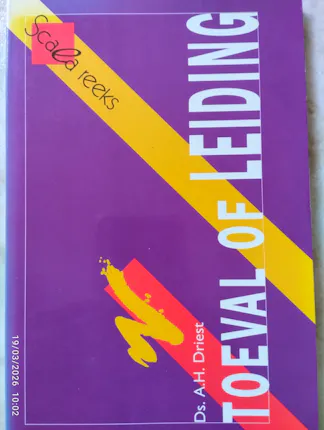 Scala reeks
Ds. A.H. Driest
TOEVAL OF LEIDING
19/03/2026 10:02